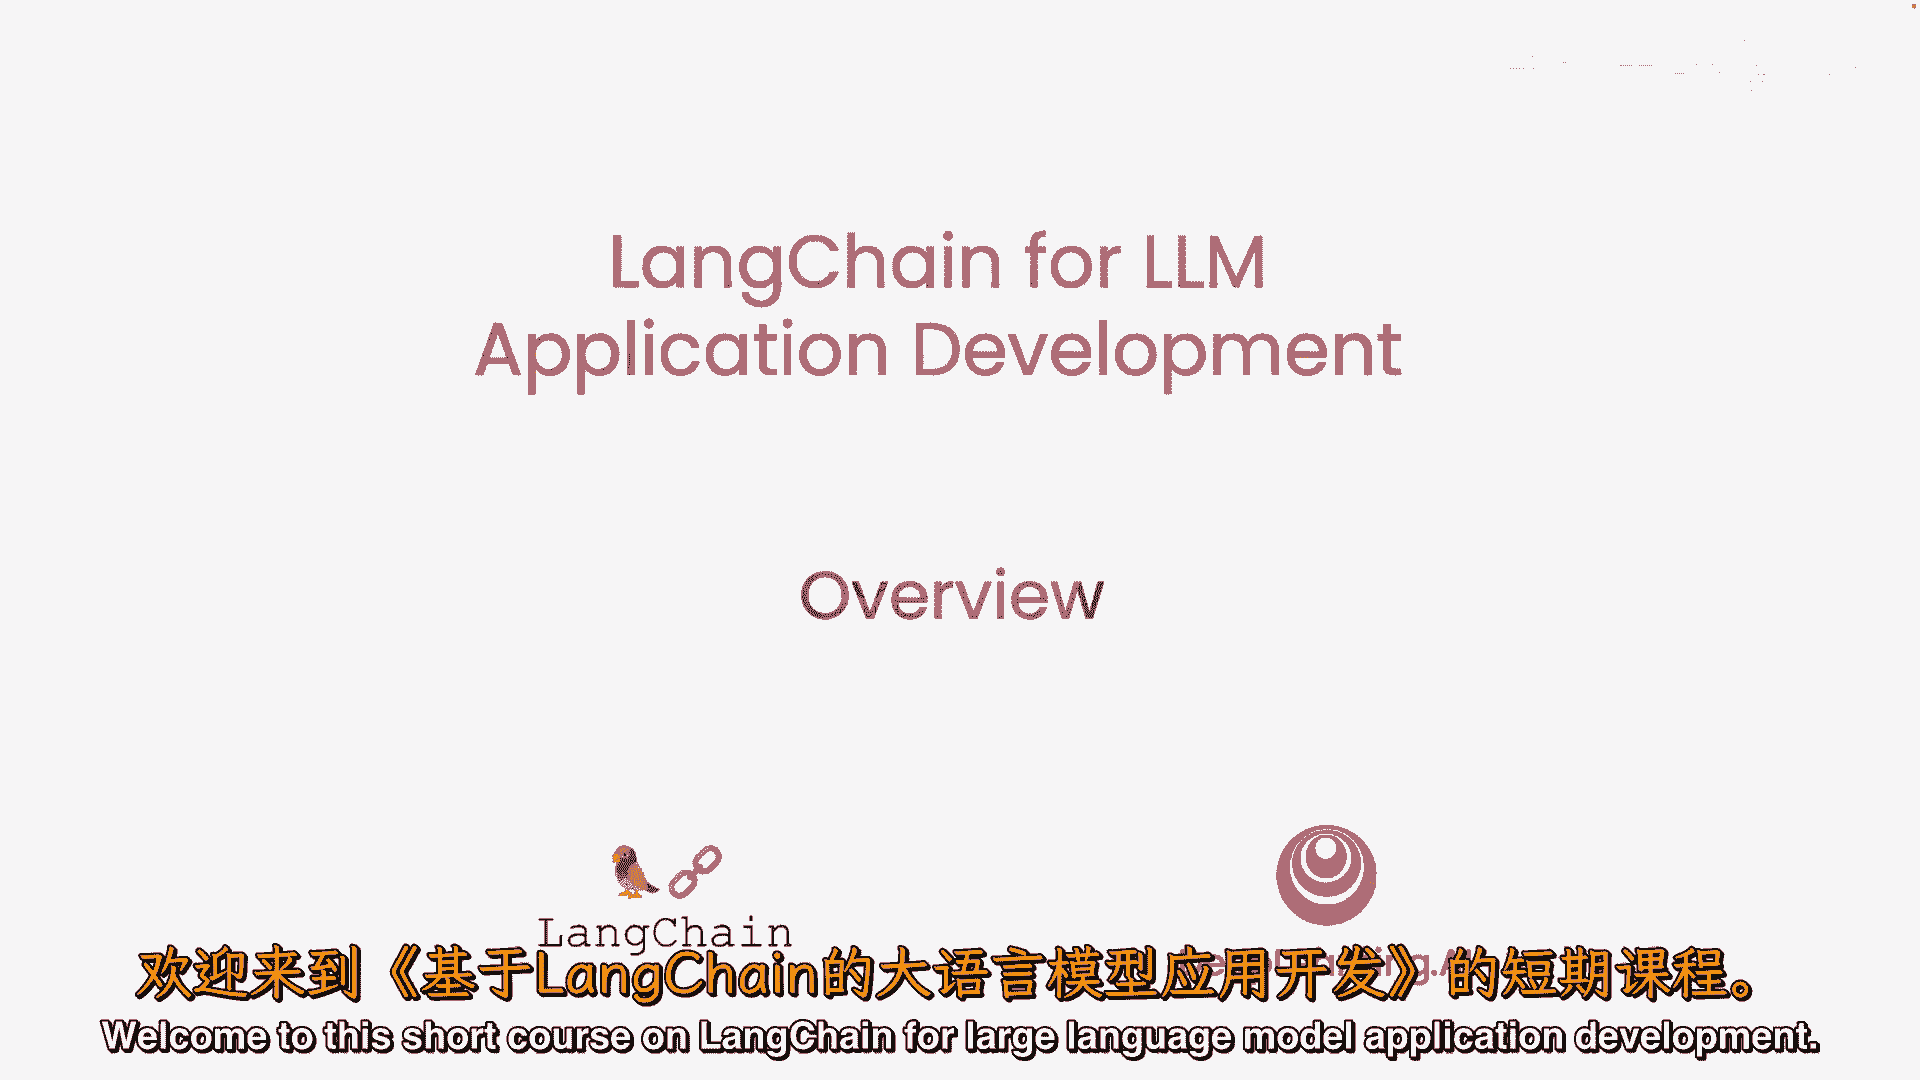 LangChain for LLM
Application Development
Overview
LangChain
欢迎来到《基于LangChain的大语言模型应用开发》的短期课程。
Welcome to this short course on LangChain for large language model application development.